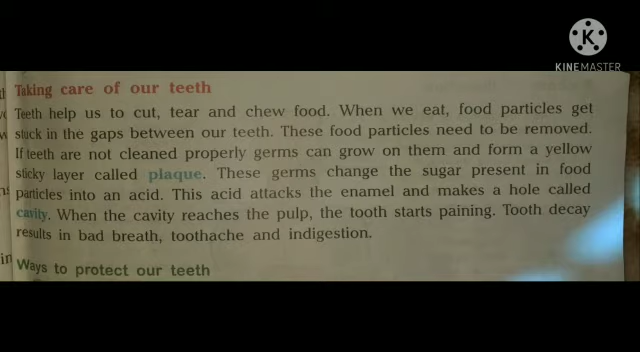 K
KINEMASTER
Taking care of our teeth
Teeth help us to cut, tear and chew food. When we eat, food particles get
stuck in the gaps between our teeth. These food particles need to be removed.
If teeth are not cleaned properly germs can grow on them and form a yellow
sticky layer called plaque. These germs change the sugar present in food
particles into an acid. This acid attacks the enamel and makes a hole called
cavity. When the cavity reaches the pulp, the tooth starts paining. Tooth decay
results in bad breath, toothache and indigestion.
Ways to protect our teeth